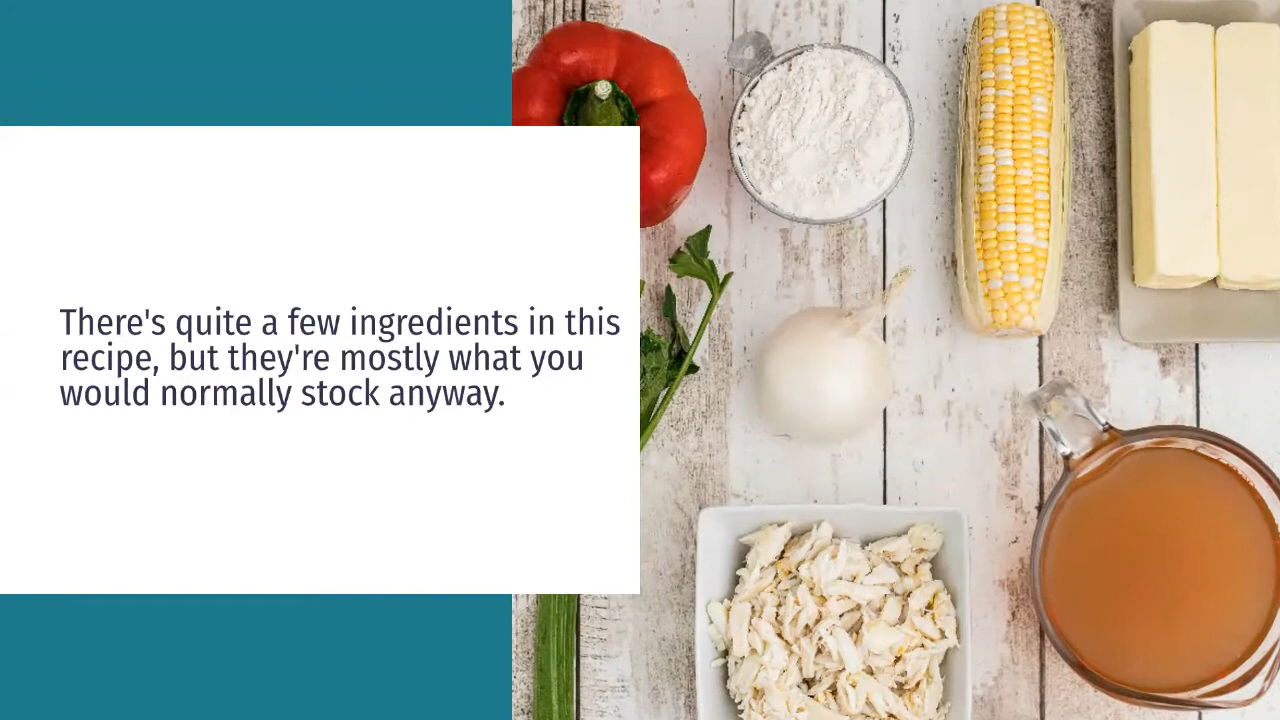 There's quite a few ingredients in this
recipe, but they're mostly what you
would normally stock anyway.